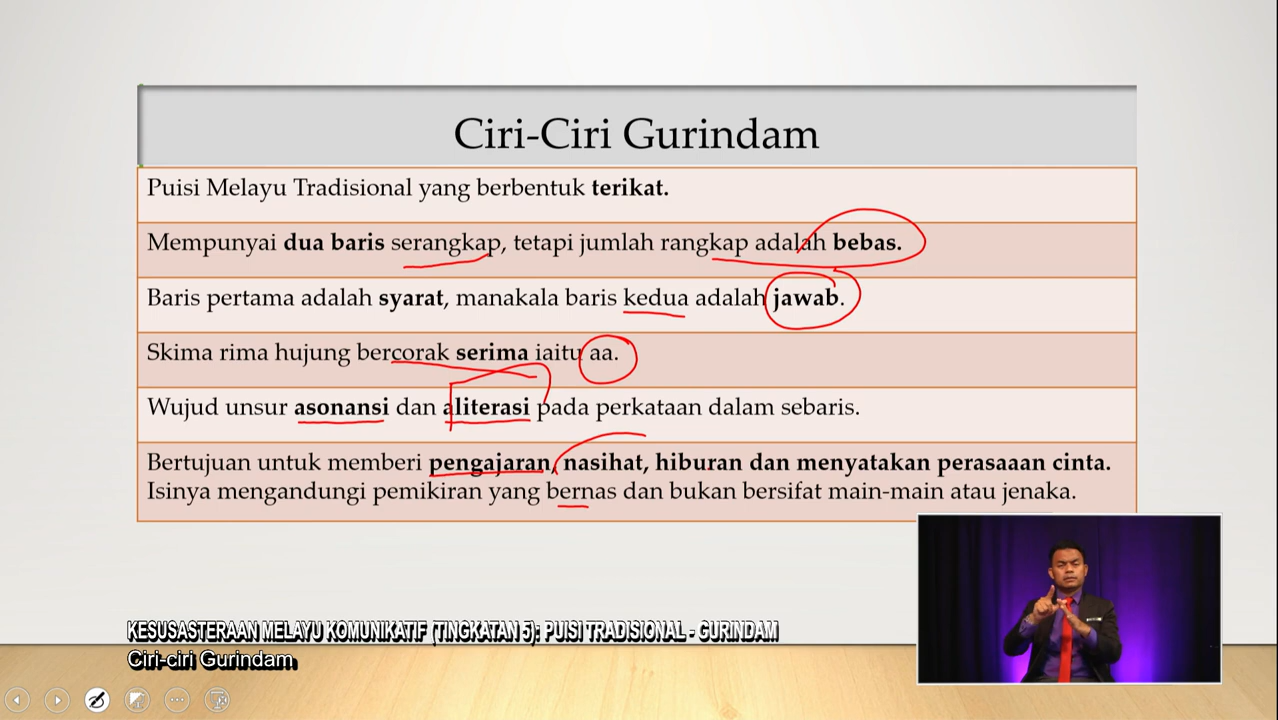 Ciri-Ciri Gurindam
Puisi Melayu Tradisional yang berbentuk terikat.
Mempunyai dua baris serangkap, tetapi jumlah rangkap adalah bebas.
Baris pertama adalah syarat, manakala baris kedua adalah jawab.
Skima rima hujung bercorak serima iaitu aa.
Wujud unsur asonansi dan aliterasi pada perkataan dalam sebaris.
Bertujuan untuk memberi pengajaran, nasihat, hiburan dan menyatakan perasaaan cinta.
Isinya mengandungi pemikiran yang bernas dan bukan bersifat main-main atau jenaka.
KESUSASTERAAN MELAYU KOMUNIKATIF (TINGKATAN 5): PUISI TRADISIONAL - GURINDAM
Ciri-ciri Gurindam